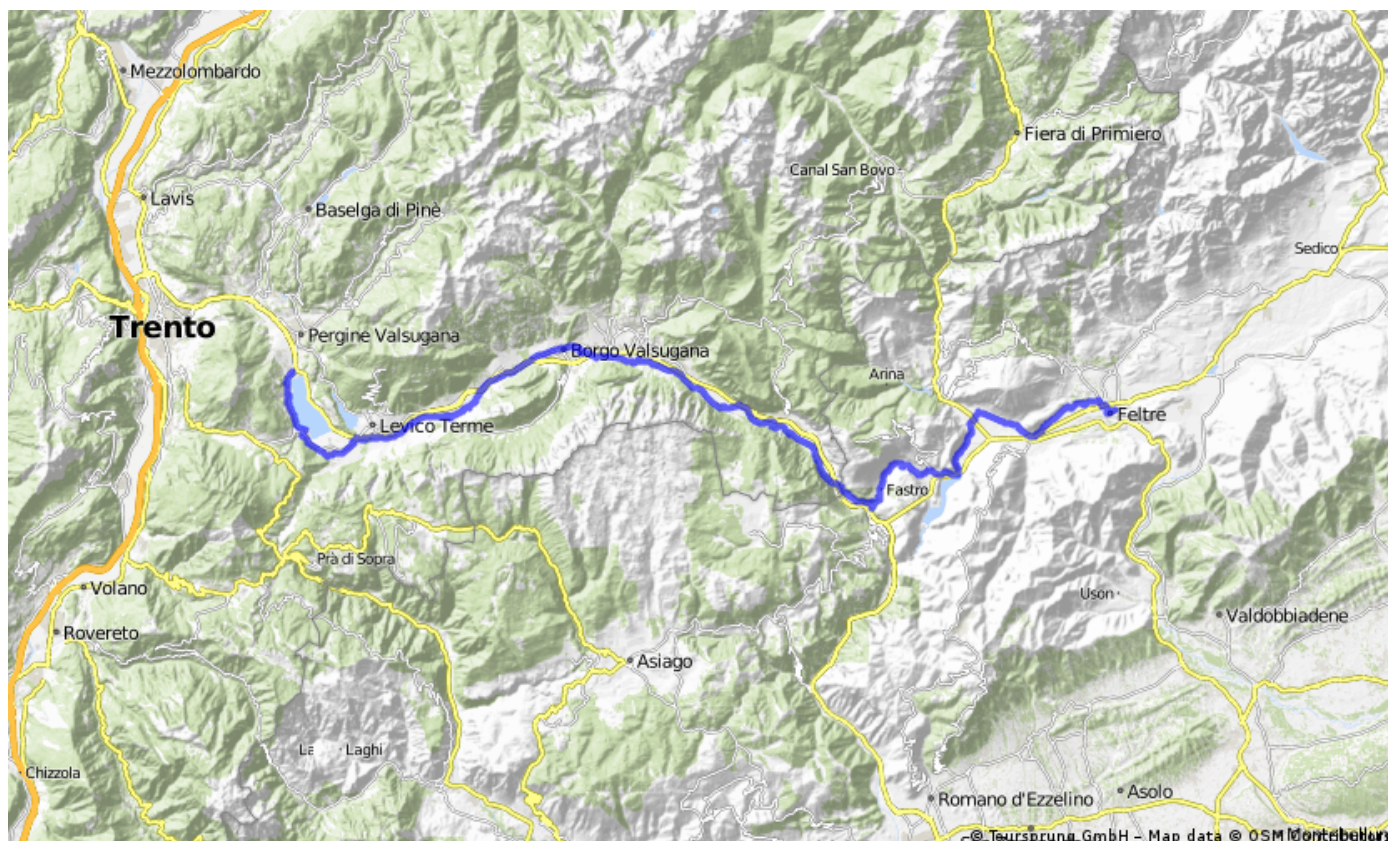 Mezzolombardo
Fiera di Primiero
Canal San Bovo
Lavis
Baselga di Pinè
Sedico
Trento
Pergine Valsugana
Borgo Valsugana
Arina
Feltre
Levico Terme
Fastro
Prà di Sopra
Volano
Uson
Valdobbiadene
Rovereto
Asiago
La Laghi
Chizzola
Romano d'Ezzelino
Asolo
© Toursprung GmbH – Map data © OSM Contributors